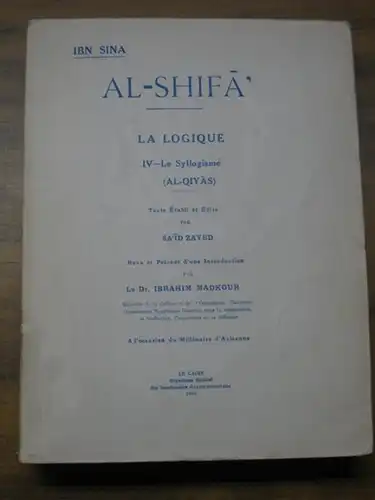 IBN SINA
AL-SHIFĀ'
LA LOGIQUE
IV—Le Syllogisme
(AL-QIYĀS)
Texte Établi et Édité
PAR
SA'ID ZAYED
Revu et Précédé d'une Introduction
PAR
Le Dr. IBRAHIM MADKOUR
A l'occasion du Millénaire d'Avicenne
LE CAIRE